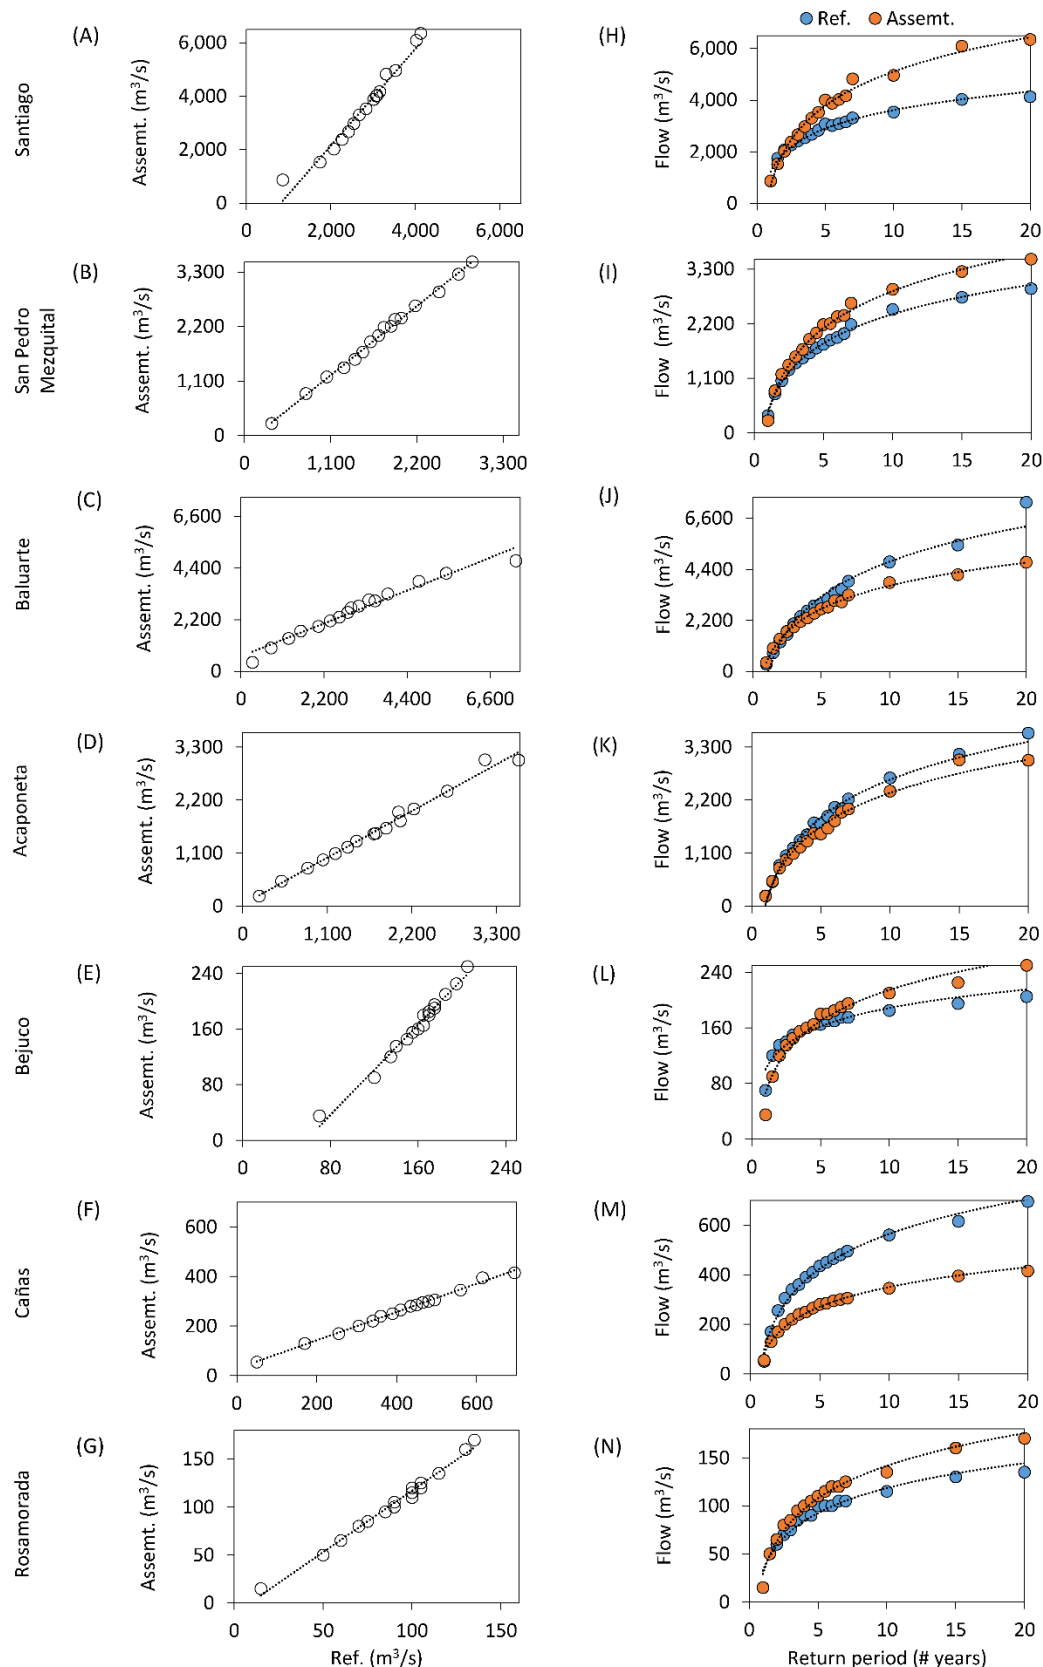 Ref. Assemt.
Santiago
(A)
Assemt. (m³/s)
6,000
4,000
2,000
0
0 2,000 4,000 6,000
(H)
Flow (m³/s)
6,000
4,000
2,000
0
0 5 10 15 20
San Pedro
Mezquital
(B)
Assemt. (m³/s)
3,300
2,200
1,100
0
0 1,100 2,200 3,300
(I)
Flow (m³/s)
3,300
2,200
1,100
0
0 5 10 15 20
Baluarte
(C)
Assemt. (m³/s)
6,600
4,400
2,200
0
0 2,200 4,400 6,600
(J)
Flow (m³/s)
6,600
4,400
2,200
0
0 5 10 15 20
Acaponeta
(D)
Assemt. (m³/s)
3,300
2,200
1,100
0
0 1,100 2,200 3,300
(K)
Flow (m³/s)
3,300
2,200
1,100
0
0 5 10 15 20
Bejuco
(E)
Assemt. (m³/s)
240
160
80
0
0 80 160 240
(L)
Flow (m³/s)
240
160
80
0
0 5 10 15 20
Cañas
(F)
Assemt. (m³/s)
600
400
200
0
0 200 400 600
(M)
Flow (m³/s)
600
400
200
0
0 5 10 15 20
Rosamorada
(G)
Assemt. (m³/s)
150
100
50
0
0 50 100 150
Ref. (m³/s)
(N)
Flow (m³/s)
150
100
50
0
0 5 10 15 20
Return period (# years)